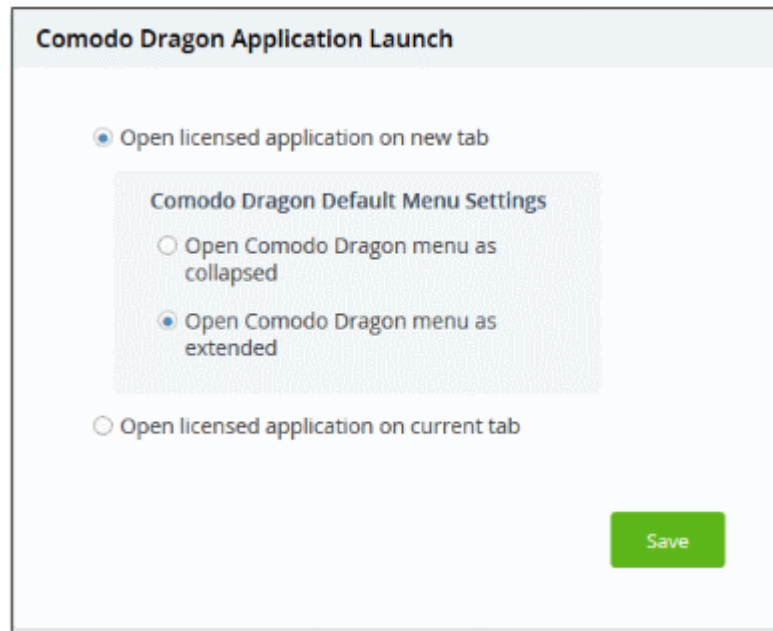 Comodo Dragon Application Launch
Open licensed application on new tab
Comodo Dragon Default Menu Settings
Open Comodo Dragon menu as
collapsed
Open Comodo Dragon menu as
extended
Open licensed application on current tab
Save